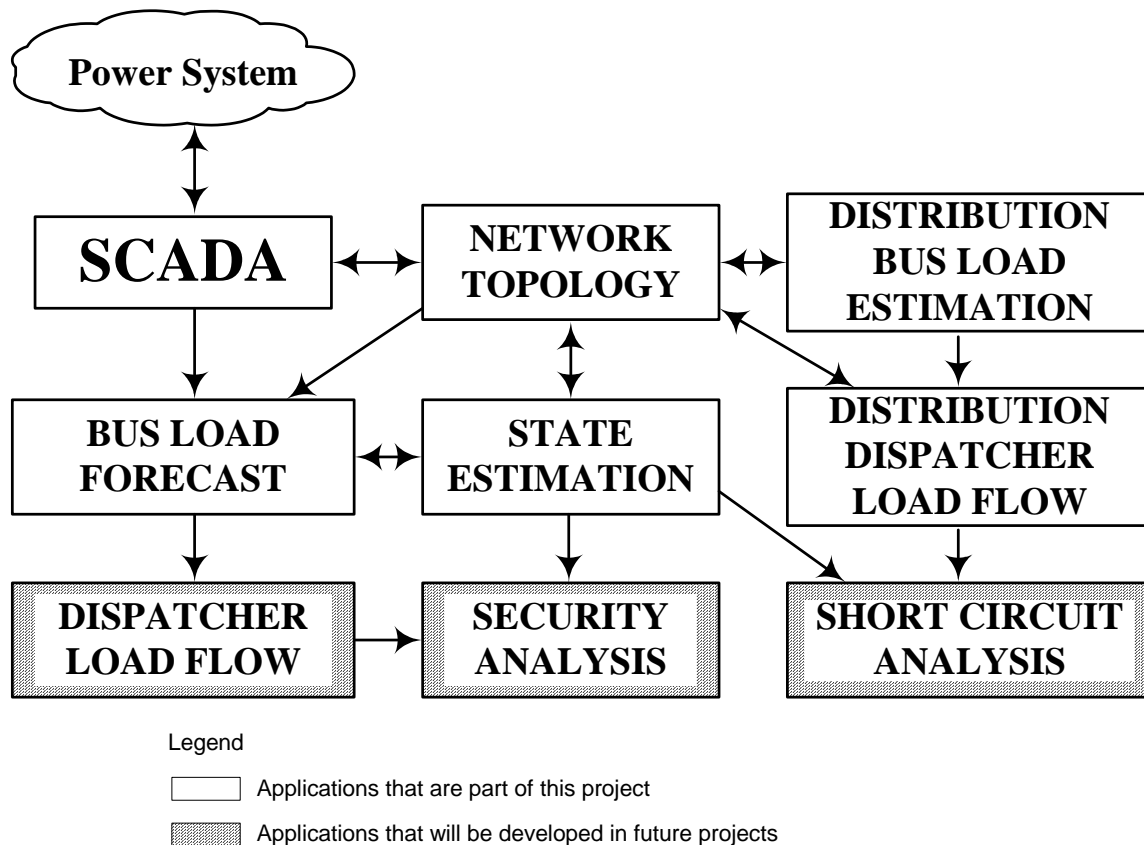 Power System
SCADA
NETWORK
TOPOLOGY
DISTRIBUTION
BUS LOAD
ESTIMATION
BUS LOAD
FORECAST
STATE
ESTIMATION
DISTRIBUTION
DISPATCHER
LOAD FLOW
DISPATCHER
LOAD FLOW
SECURITY
ANALYSIS
SHORT CIRCUIT
ANALYSIS
Legend
Applications that are part of this project
Applications that will be developed in future projects